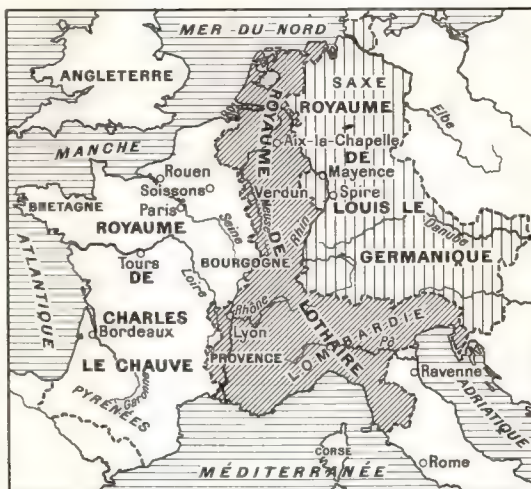 MER DU NORD
ANGLETERRE
SAXE
ROYAUME
DE
LOUIS LE
GERMANIQUE
Elbe
MANCHE
Aix-la-Chapelle
Mayence
Spire
Rouen
Soissons
Paris
Verdun
Meuse
Rhin
Danube
BRETAGNE
ROYAUME
DE
CHARLES
LE CHAUVE
Seine
BOURGOGNE
Tours
Loire
ATLANTIQUE
Bordeaux
Garonne
PYRÉNÉES
ROYAUME
DE
LOTHAIRE
Rhône
Lyon
PROVENCE
LOMBARDIE
Pô
Ravenne
ADRIATIQUE
CORSE
Rome
MÉDITERRANÉE